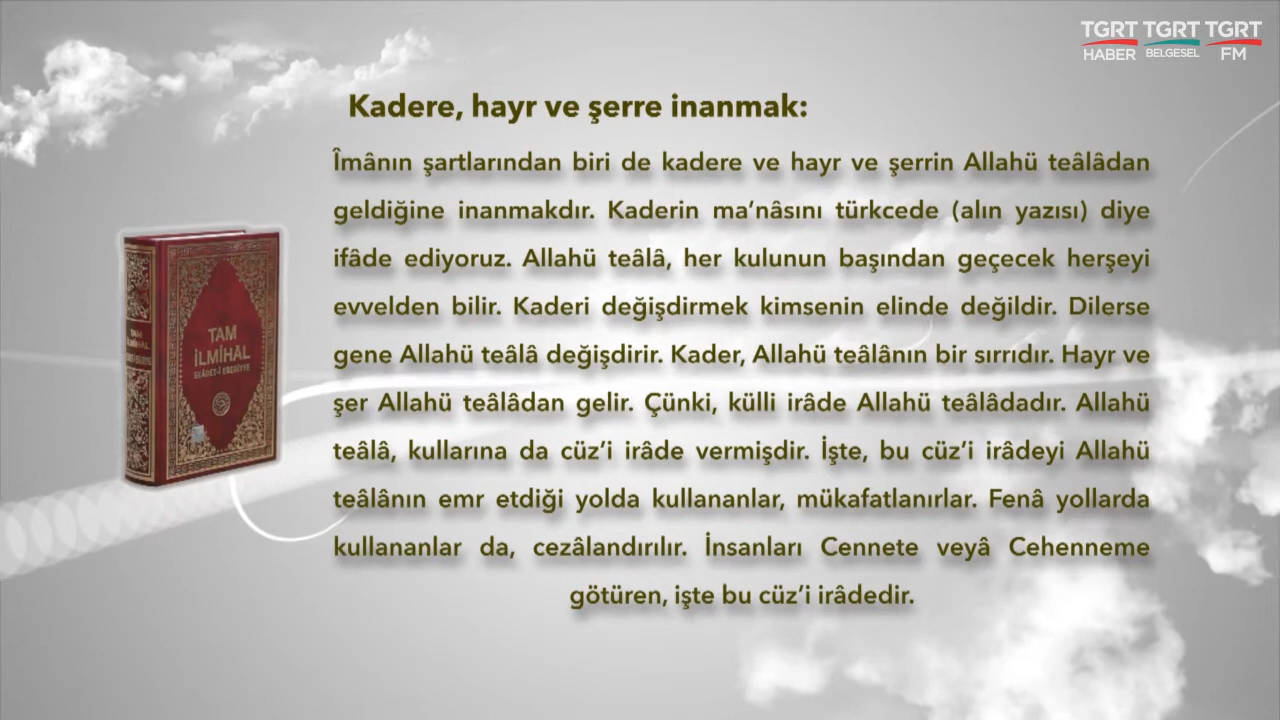 TGRT TGRT TGRT
HABER BELGESEL FM
Kadere, hayr ve şerre inanmak:
Îmânın şartlarından biri de kadere ve hayr ve şerrin Allahü teâlâdan
geldiğine inanmakdır. Kaderin ma’nâsını türkcede (alın yazısı) diye
ifâde ediyoruz. Allahü teâlâ, her kulunun başından geçecek herşeyi
evvelden bilir. Kaderi değişdirmek kimsenin elinde değildir. Dilerse
gene Allahü teâlâ değişdirir. Kader, Allahü teâlânın bir sırrıdır. Hayr ve
şer Allahü teâlâdan gelir. Çünki, külli irâde Allahü teâlâdadır. Allahü
teâlâ, kullarına da cüz’i irâde vermişdir. İşte, bu cüz’i irâdeyi Allahü
teâlânın emr etdiği yolda kullananlar, mükafatlanırlar. Fenâ yollarda
kullananlar da, cezâlandırılır. İnsanları Cennete veyâ Cehenneme
götüren, işte bu cüz’i irâdedir.
TAM
İLMİHAL
SEÂDET-İ EBEDİYYE
TAM
İLMİHAL